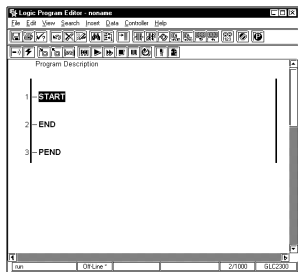 Logic Program Editor - noname
File Edit View Search Insert Data Controller Help
Program Description
1 START
2 END
3 PEND
run Off-Line * 2/1000 GLC2300